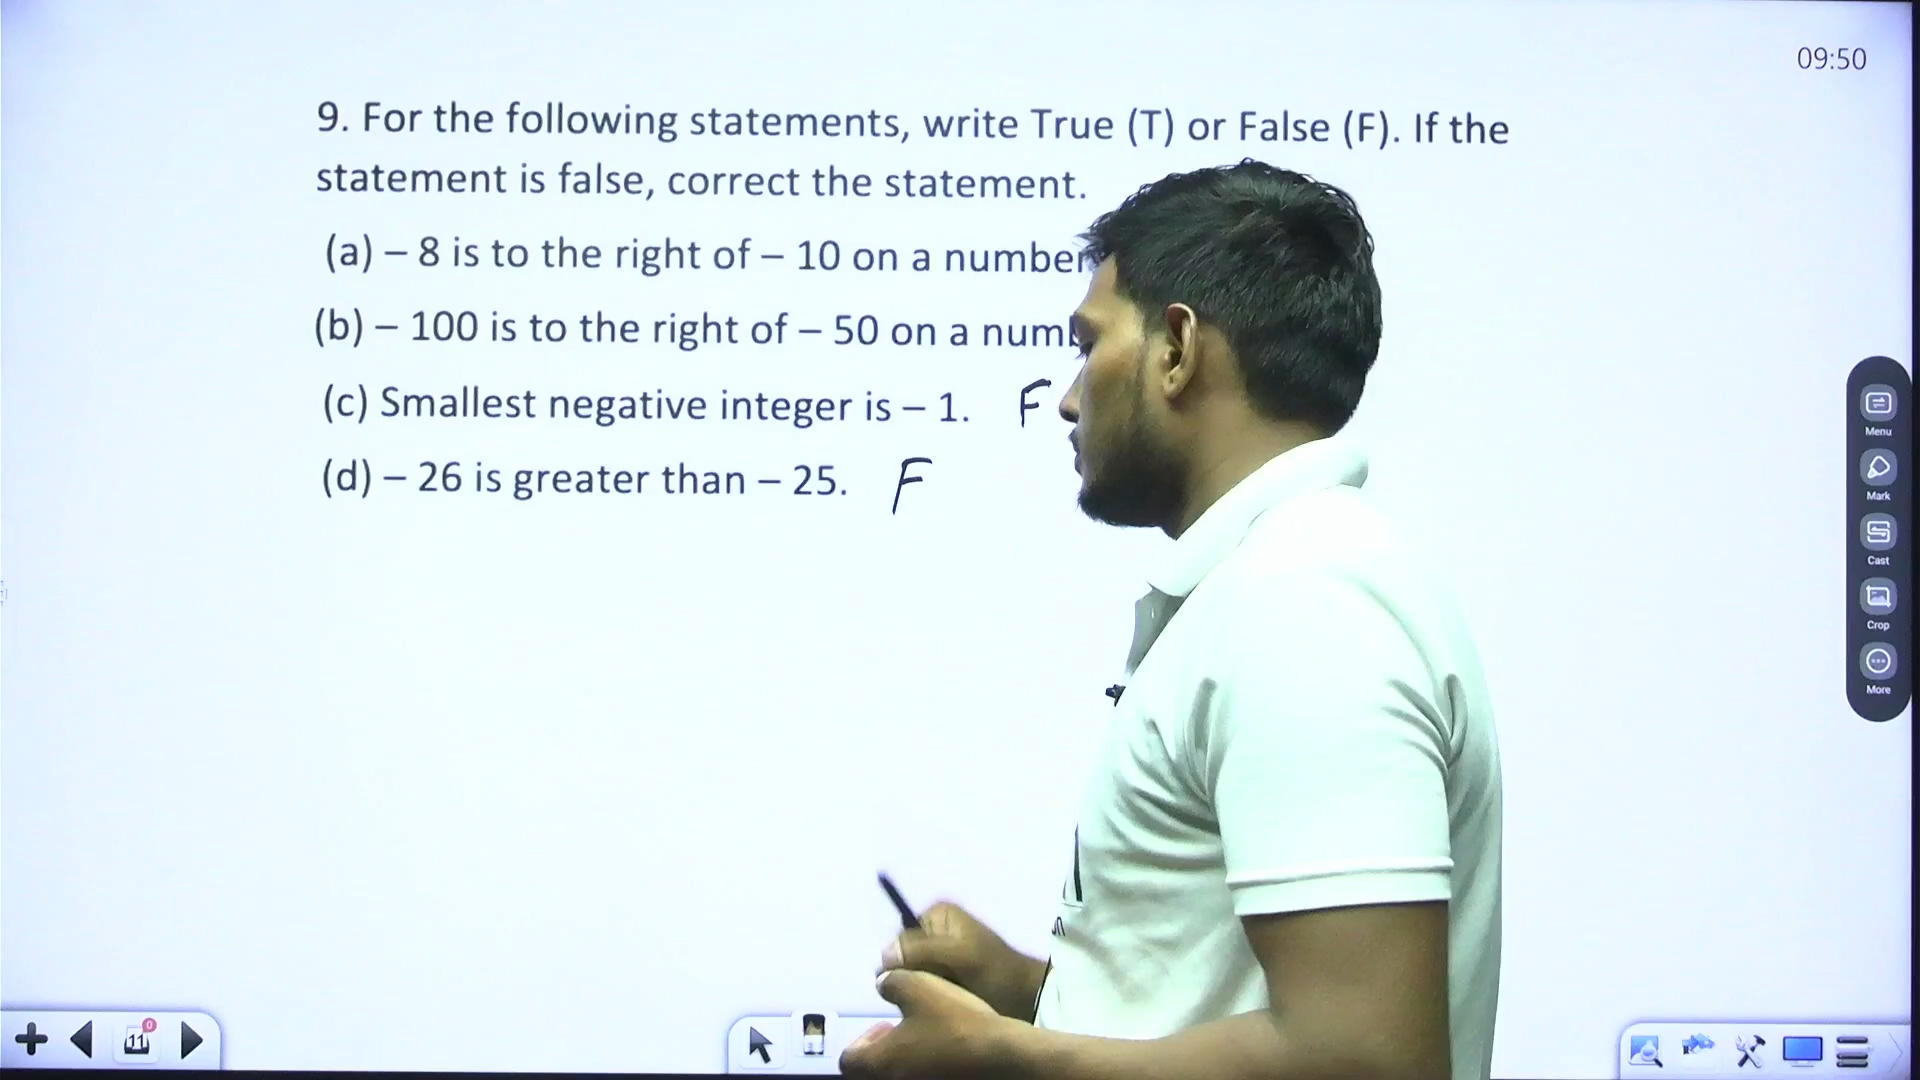 09:50
9. For the following statements, write True (T) or False (F). If the
statement is false, correct the statement.
(a) – 8 is to the right of – 10 on a number
(b) – 100 is to the right of – 50 on a
(c) Smallest negative integer is – 1. F
(d) – 26 is greater than – 25. F
Menu
Mark
Cast
Crop
More
0
11